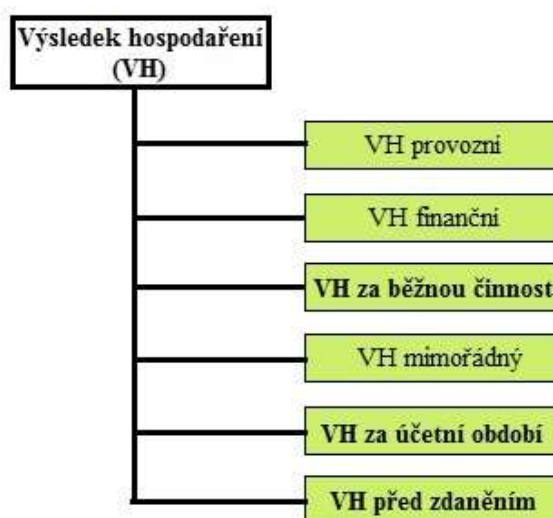 Výsledek hospodaření
(VH)
VH provozní
VH finanční
VH za běžnou činnost
VH mimořádný
VH za účetní období
VH před zdaněním